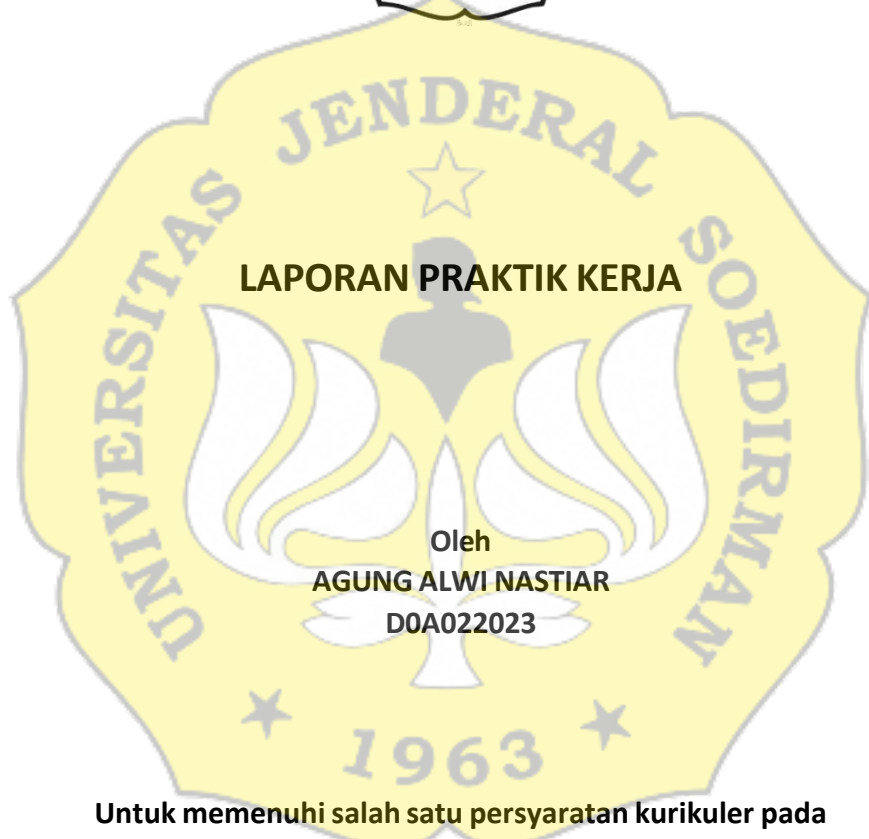 UNIVERSITAS JENDERAL SOEDIRMAN
LAPORAN PRAKTIK KERJA
Oleh
AGUNG ALWI NASTIAR
D0A022023
1963
Untuk memenuhi salah satu persyaratan kurikuler pada